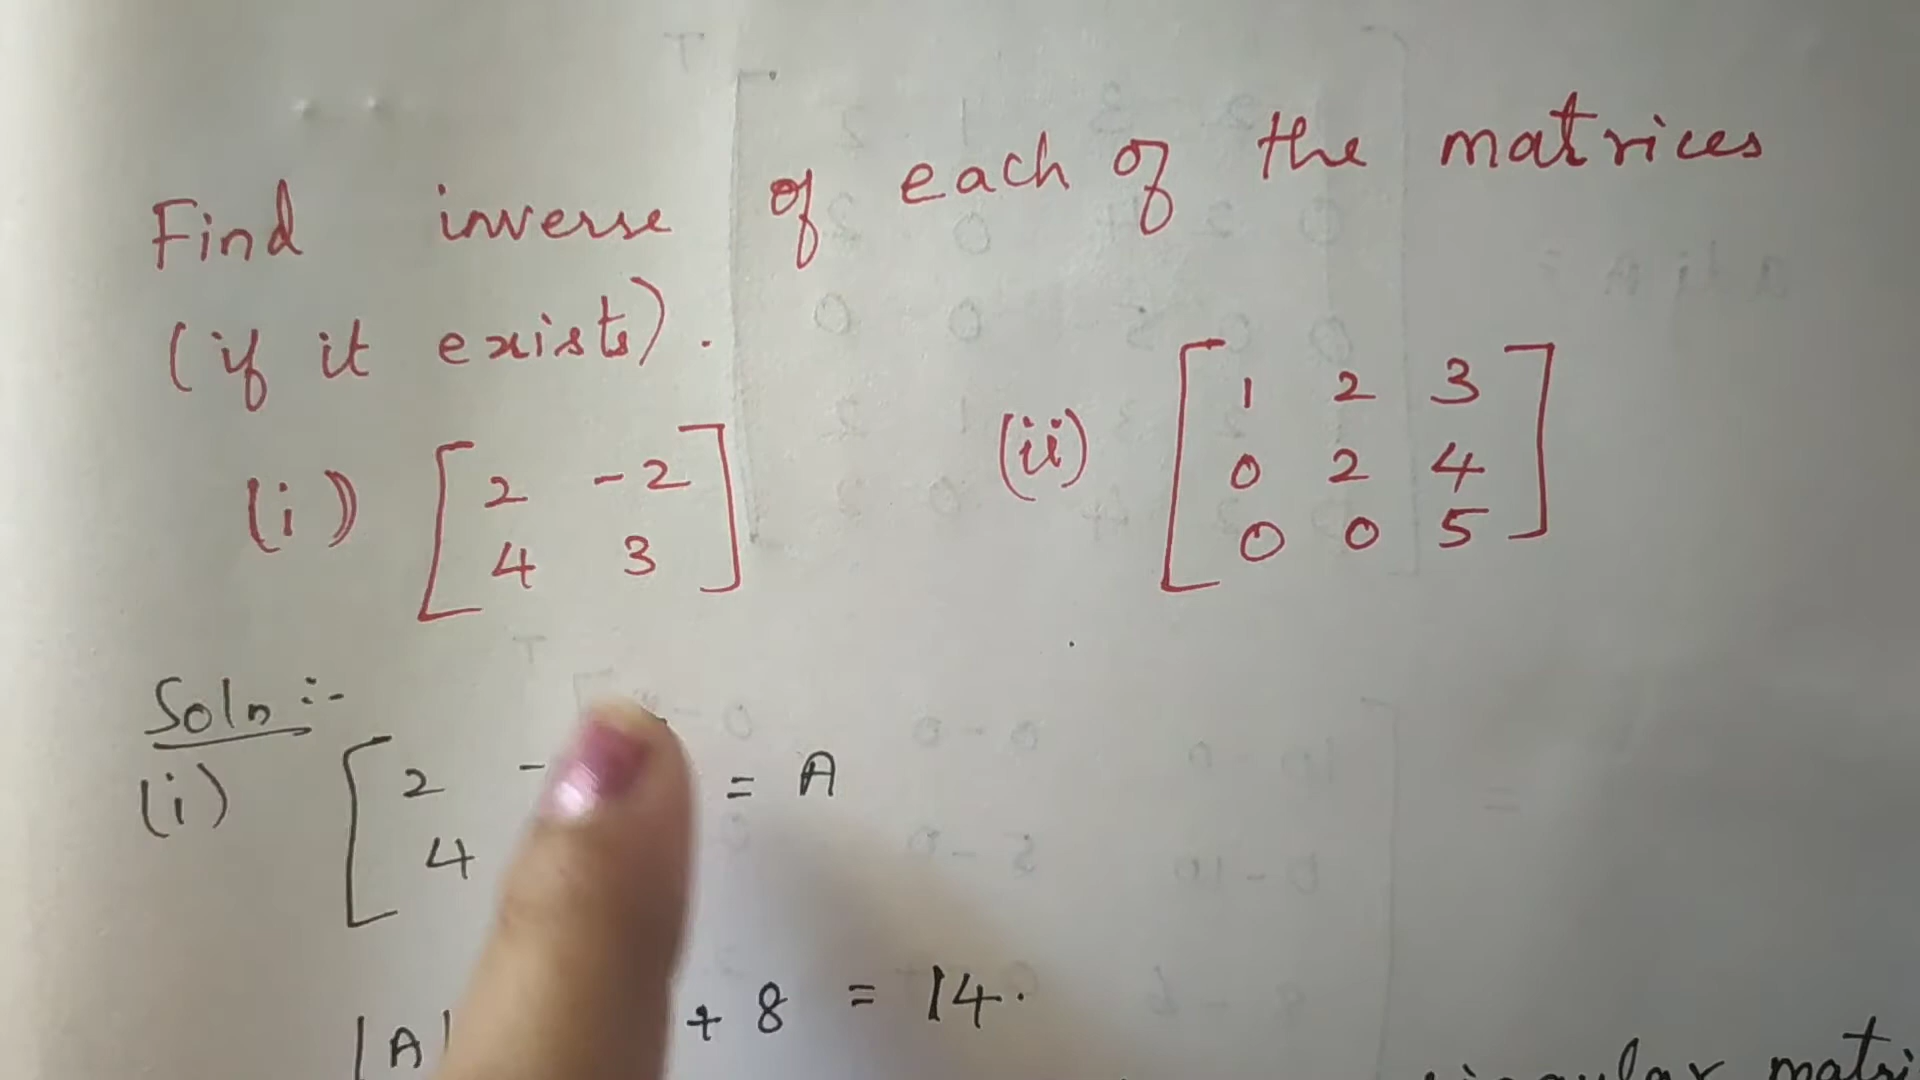 Find inverse of each of the matrices
(if it exists).
(i) [ 2 -2
4 3 ]
(ii) [ 1 2 3
0 2 4
0 0 5 ]
Soln :-
(i) [ 2 - = A
4
|A| + 8 = 14.
matri